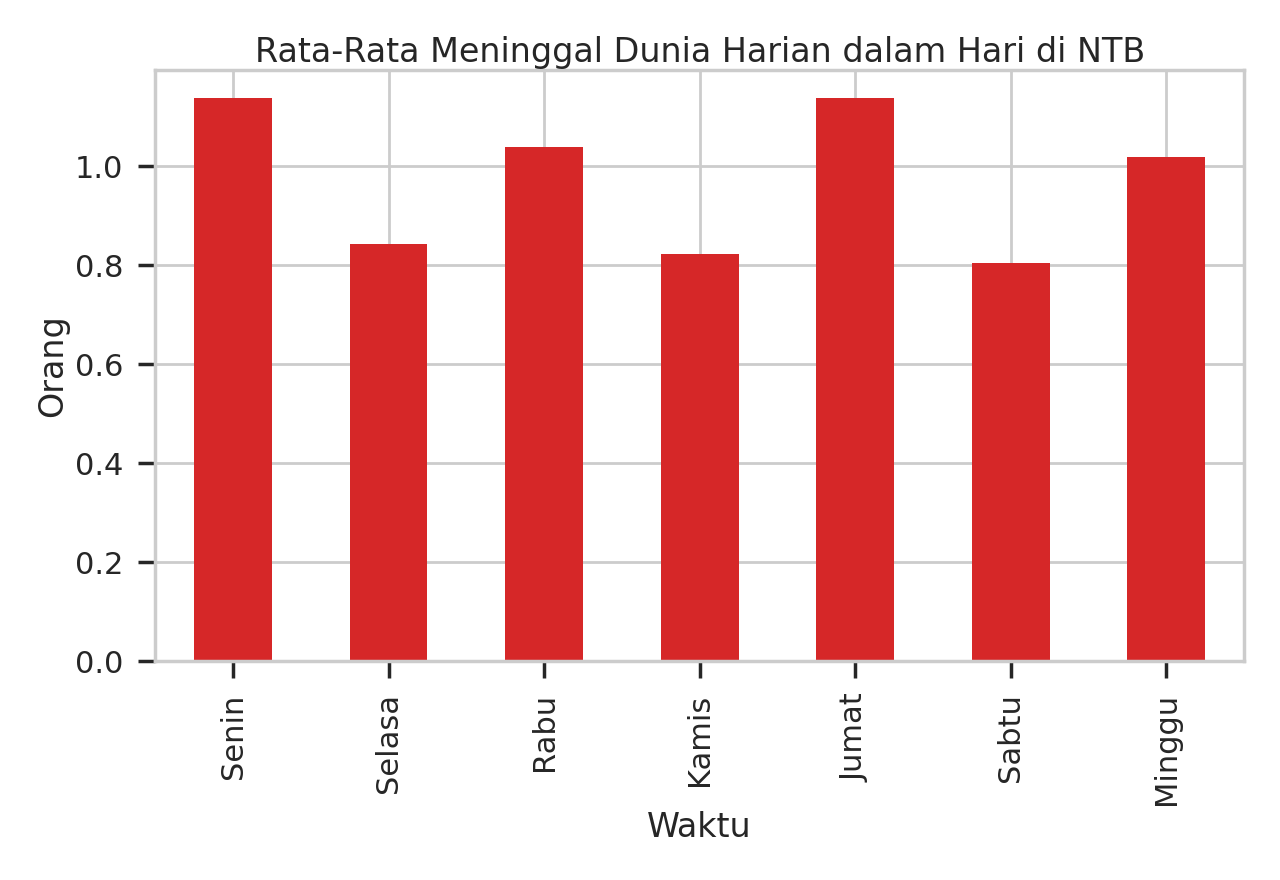 Rata-Rata Meninggal Dunia Harian dalam Hari di NTB
1.0
0.8
0.6
0.4
0.2
0.0
Orang
Senin
Selasa
Rabu
Kamis
Jumat
Sabtu
Minggu
Waktu